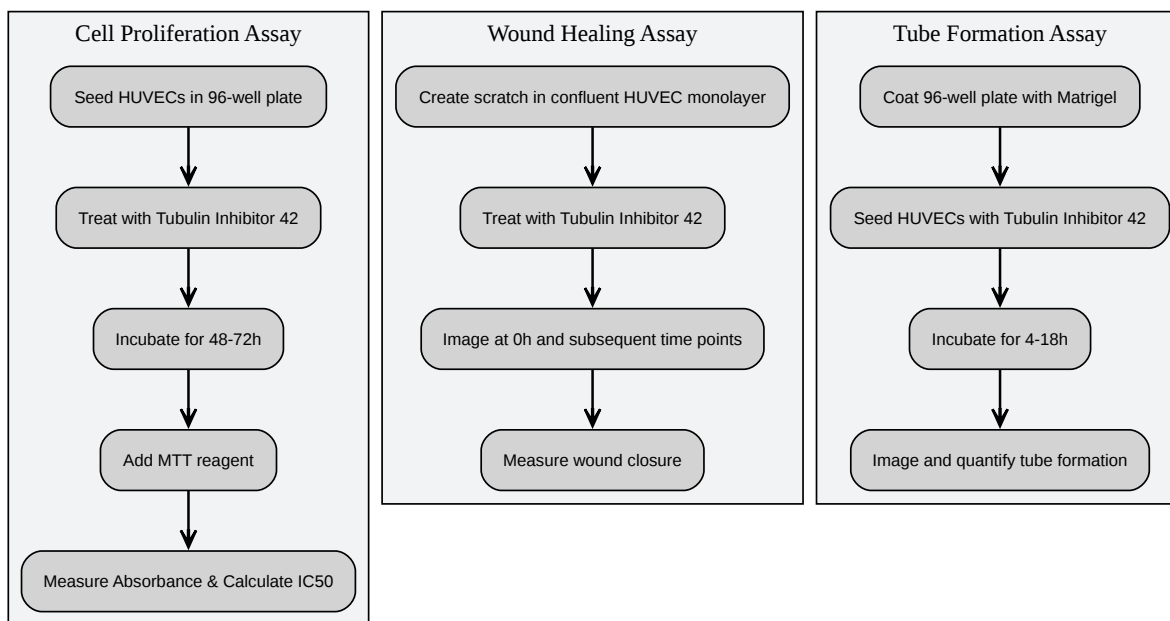 Cell Proliferation Assay
Seed HUVECs in 96-well plate
Treat with Tubulin Inhibitor 42
Incubate for 48-72h
Add MTT reagent
Measure Absorbance & Calculate IC50
Wound Healing Assay
Create scratch in confluent HUVEC monolayer
Treat with Tubulin Inhibitor 42
Image at 0h and subsequent time points
Measure wound closure
Tube Formation Assay
Coat 96-well plate with Matrigel
Seed HUVECs with Tubulin Inhibitor 42
Incubate for 4-18h
Image and quantify tube formation